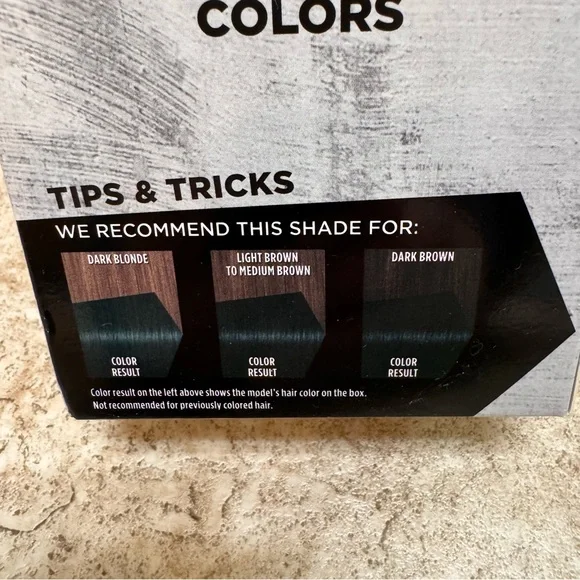 COLORS
TIPS & TRICKS
WE RECOMMEND THIS SHADE FOR:
DARK BLONDE
COLOR
RESULT
LIGHT BROWN
TO MEDIUM BROWN
COLOR
RESULT
DARK BROWN
COLOR
RESULT
Color result on the left above shows the model's hair color on the box.
Not recommended for previously colored hair.